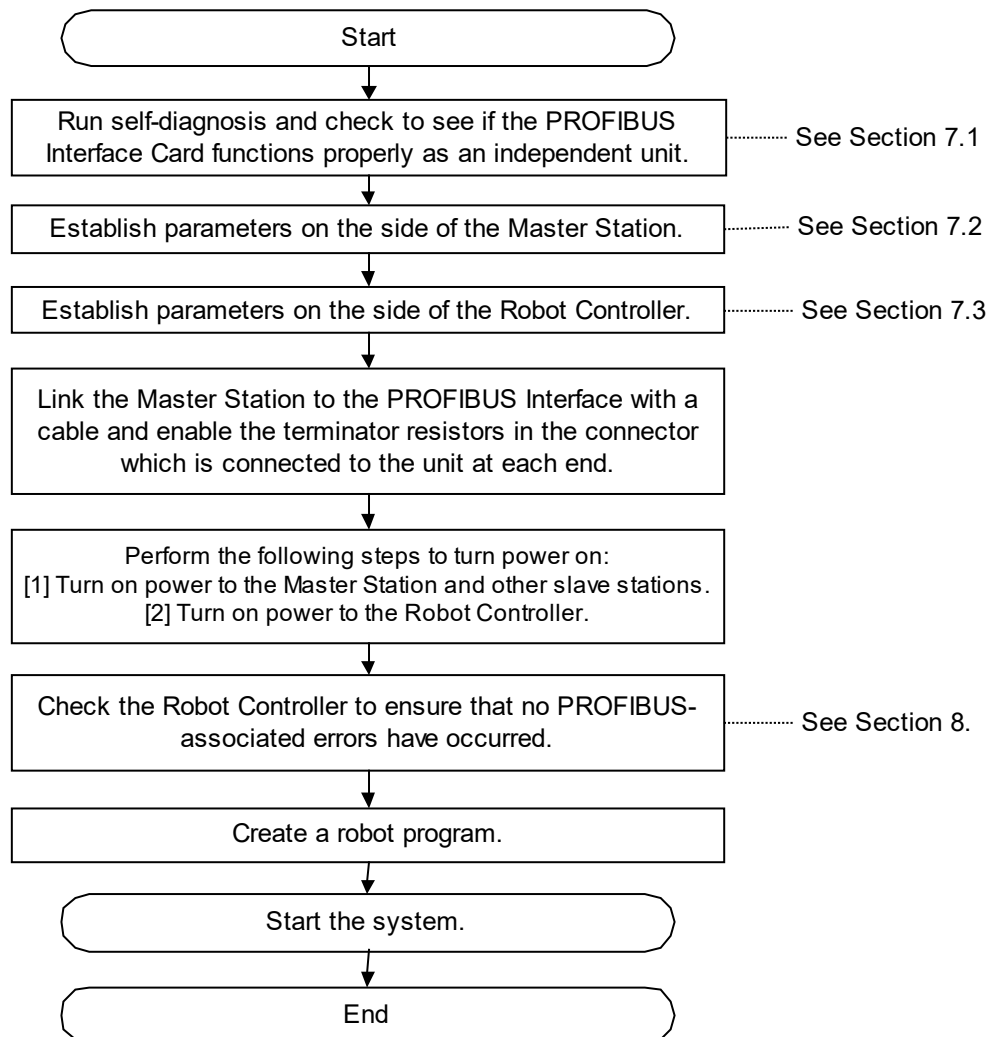 Start
Run self-diagnosis and check to see if the PROFIBUS
Interface Card functions properly as an independent unit.
See Section 7.1
Establish parameters on the side of the Master Station.
See Section 7.2
Establish parameters on the side of the Robot Controller.
See Section 7.3
Link the Master Station to the PROFIBUS Interface with a
cable and enable the terminator resistors in the connector
which is connected to the unit at each end.
Perform the following steps to turn power on:
[1] Turn on power to the Master Station and other slave stations.
[2] Turn on power to the Robot Controller.
Check the Robot Controller to ensure that no PROFIBUS-
associated errors have occurred.
See Section 8.
Create a robot program.
Start the system.
End